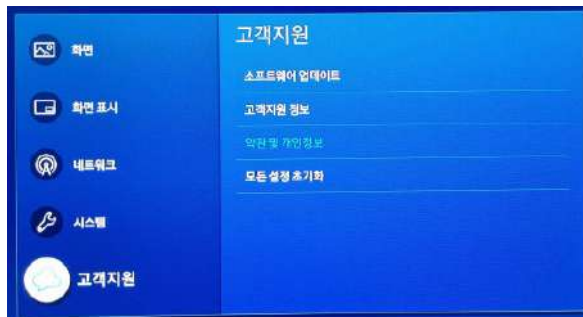 화면
화면 표시
네트워크
시스템
고객지원
고객지원
소프트웨어 업데이트
고객지원 정보
약관 및 개인정보
모든 설정 초기화